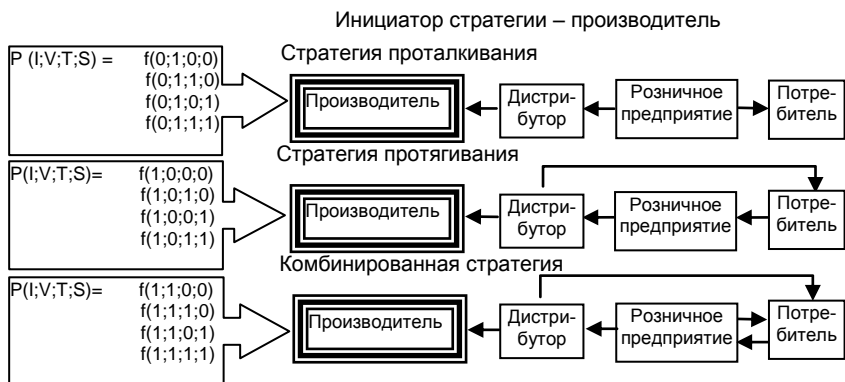 Инициатор стратегии – производитель
Стратегия проталкивания
P (I;V;T;S) = f(0;1;0;0)
f(0;1;1;0)
f(0;1;0;1)
f(0;1;1;1)
Производитель
Дистри-
бутор
Розничное
предприятие
Потре-
битель
Стратегия протягивания
P(I;V;T;S)= f(1;0;0;0)
f(1;0;1;0)
f(1;0;0;1)
f(1;0;1;1)
Производитель
Дистри-
бутор
Розничное
предприятие
Потре-
битель
Комбинированная стратегия
P(I;V;T;S)= f(1;1;0;0)
f(1;1;1;0)
f(1;1;0;1)
f(1;1;1;1)
Производитель
Дистри-
бутор
Розничное
предприятие
Потре-
битель